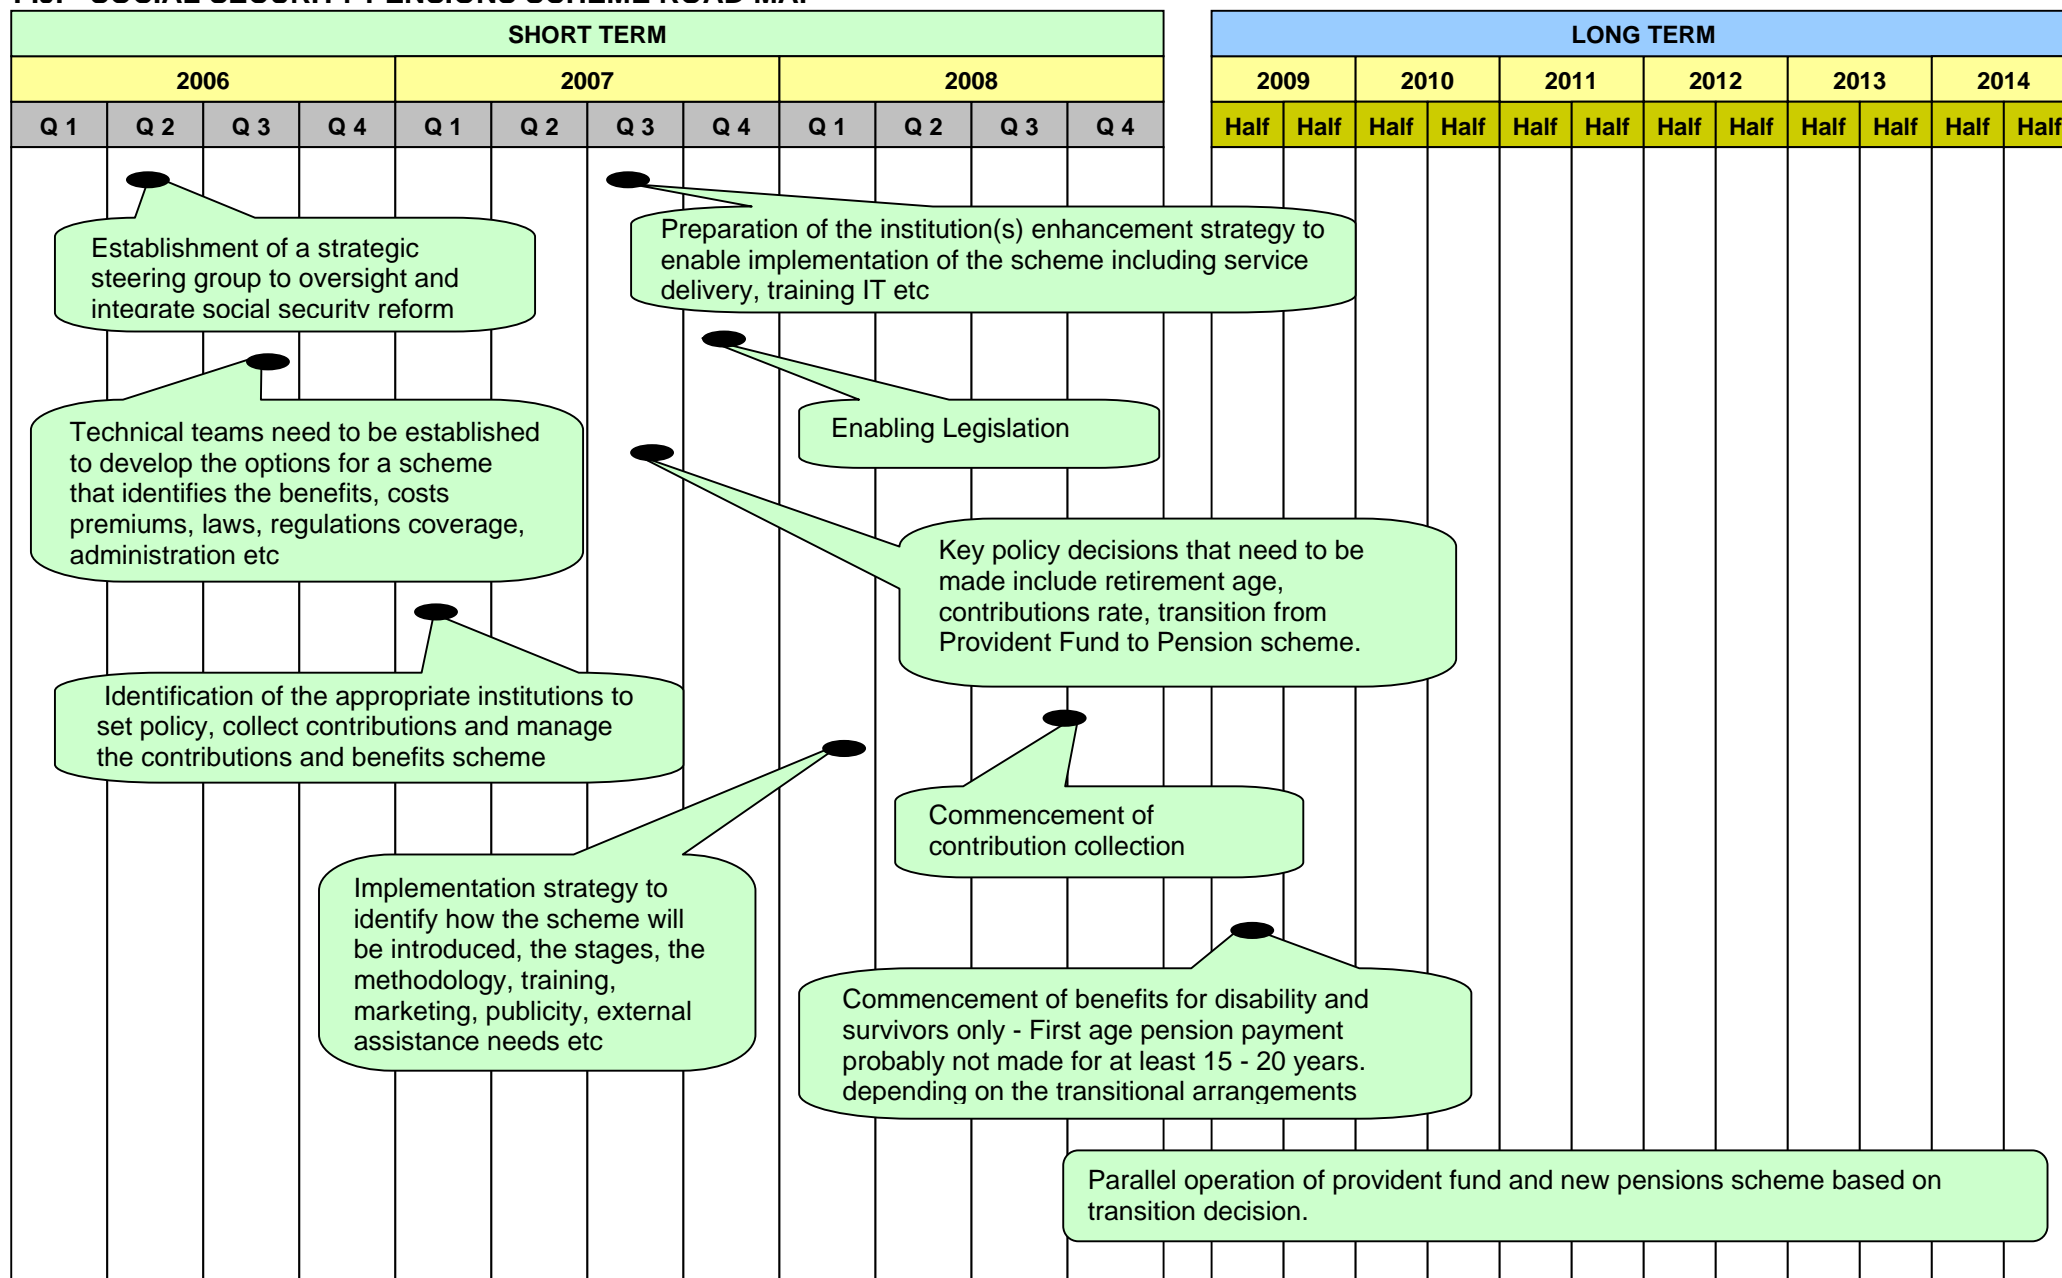 SOCIAL SECURITY PENSIONS SCHEME ROAD MAP
SHORT TERM
LONG TERM
2006 2007 2008
2009 2010 2011 2012 2013 2014
Q 1 Q 2 Q 3 Q 4 Q 1 Q 2 Q 3 Q 4 Q 1 Q 2 Q 3 Q 4
Half Half Half Half Half Half Half Half Half Half Half Half
Establishment of a strategic
steering group to oversight and
integrate social security reform
Preparation of the institution(s) enhancement strategy to
enable implementation of the scheme including service
delivery, training IT etc
Enabling Legislation
Technical teams need to be established
to develop the options for a scheme
that identifies the benefits, costs
premiums, laws, regulations coverage,
administration etc
Key policy decisions that need to be
made include retirement age,
contributions rate, transition from
Provident Fund to Pension scheme.
Identification of the appropriate institutions to
set policy, collect contributions and manage
the contributions and benefits scheme
Commencement of
contribution collection
Implementation strategy to
identify how the scheme will
be introduced, the stages, the
methodology, training,
marketing, publicity, external
assistance needs etc
Commencement of benefits for disability and
survivors only - First age pension payment
probably not made for at least 15 - 20 years.
depending on the transitional arrangements
Parallel operation of provident fund and new pensions scheme based on
transition decision.